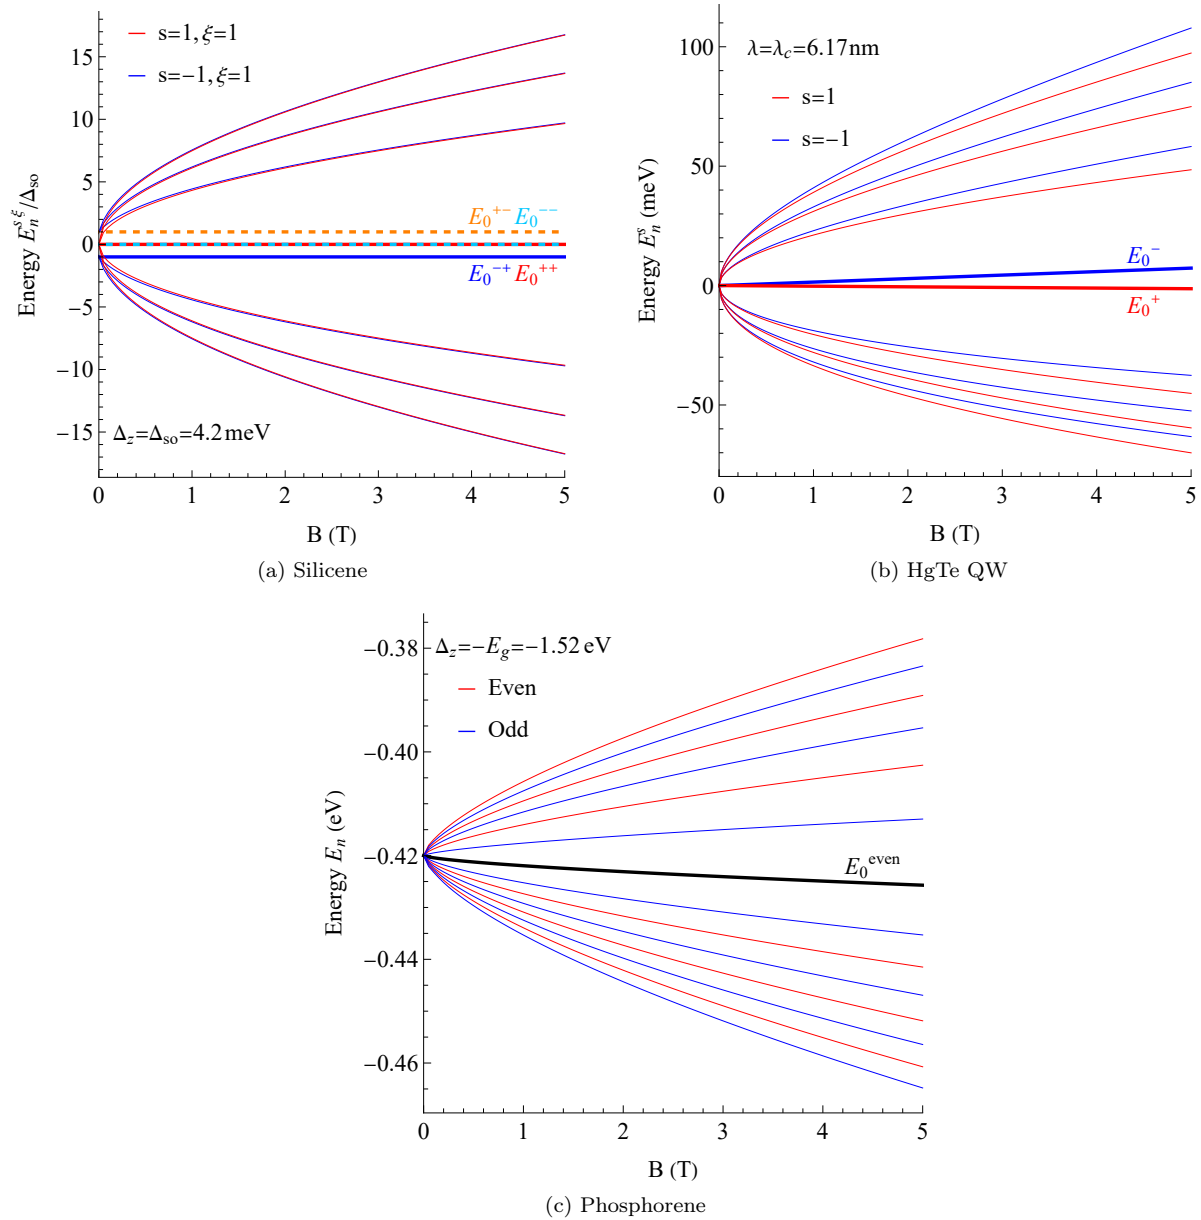 s=1, ξ=1
s=−1, ξ=1
15
10
5
0
−5
−10
−15
Energy E_n^{s ξ}/Δ_so
E_0^{+−} E_0^{−−}
E_0^{−+} E_0^{++}
Δ_z=Δ_so=4.2 meV
0 1 2 3 4 5
B (T)
(a) Silicene
λ=λ_c=6.17 nm
s=1
s=−1
100
50
0
−50
Energy E_n^s (meV)
E_0^−
E_0^+
0 1 2 3 4 5
B (T)
(b) HgTe QW
Δ_z=−E_g=−1.52 eV
Even
Odd
−0.38
−0.40
−0.42
−0.44
−0.46
Energy E_n (eV)
E_0^{even}
0 1 2 3 4 5
B (T)
(c) Phosphorene